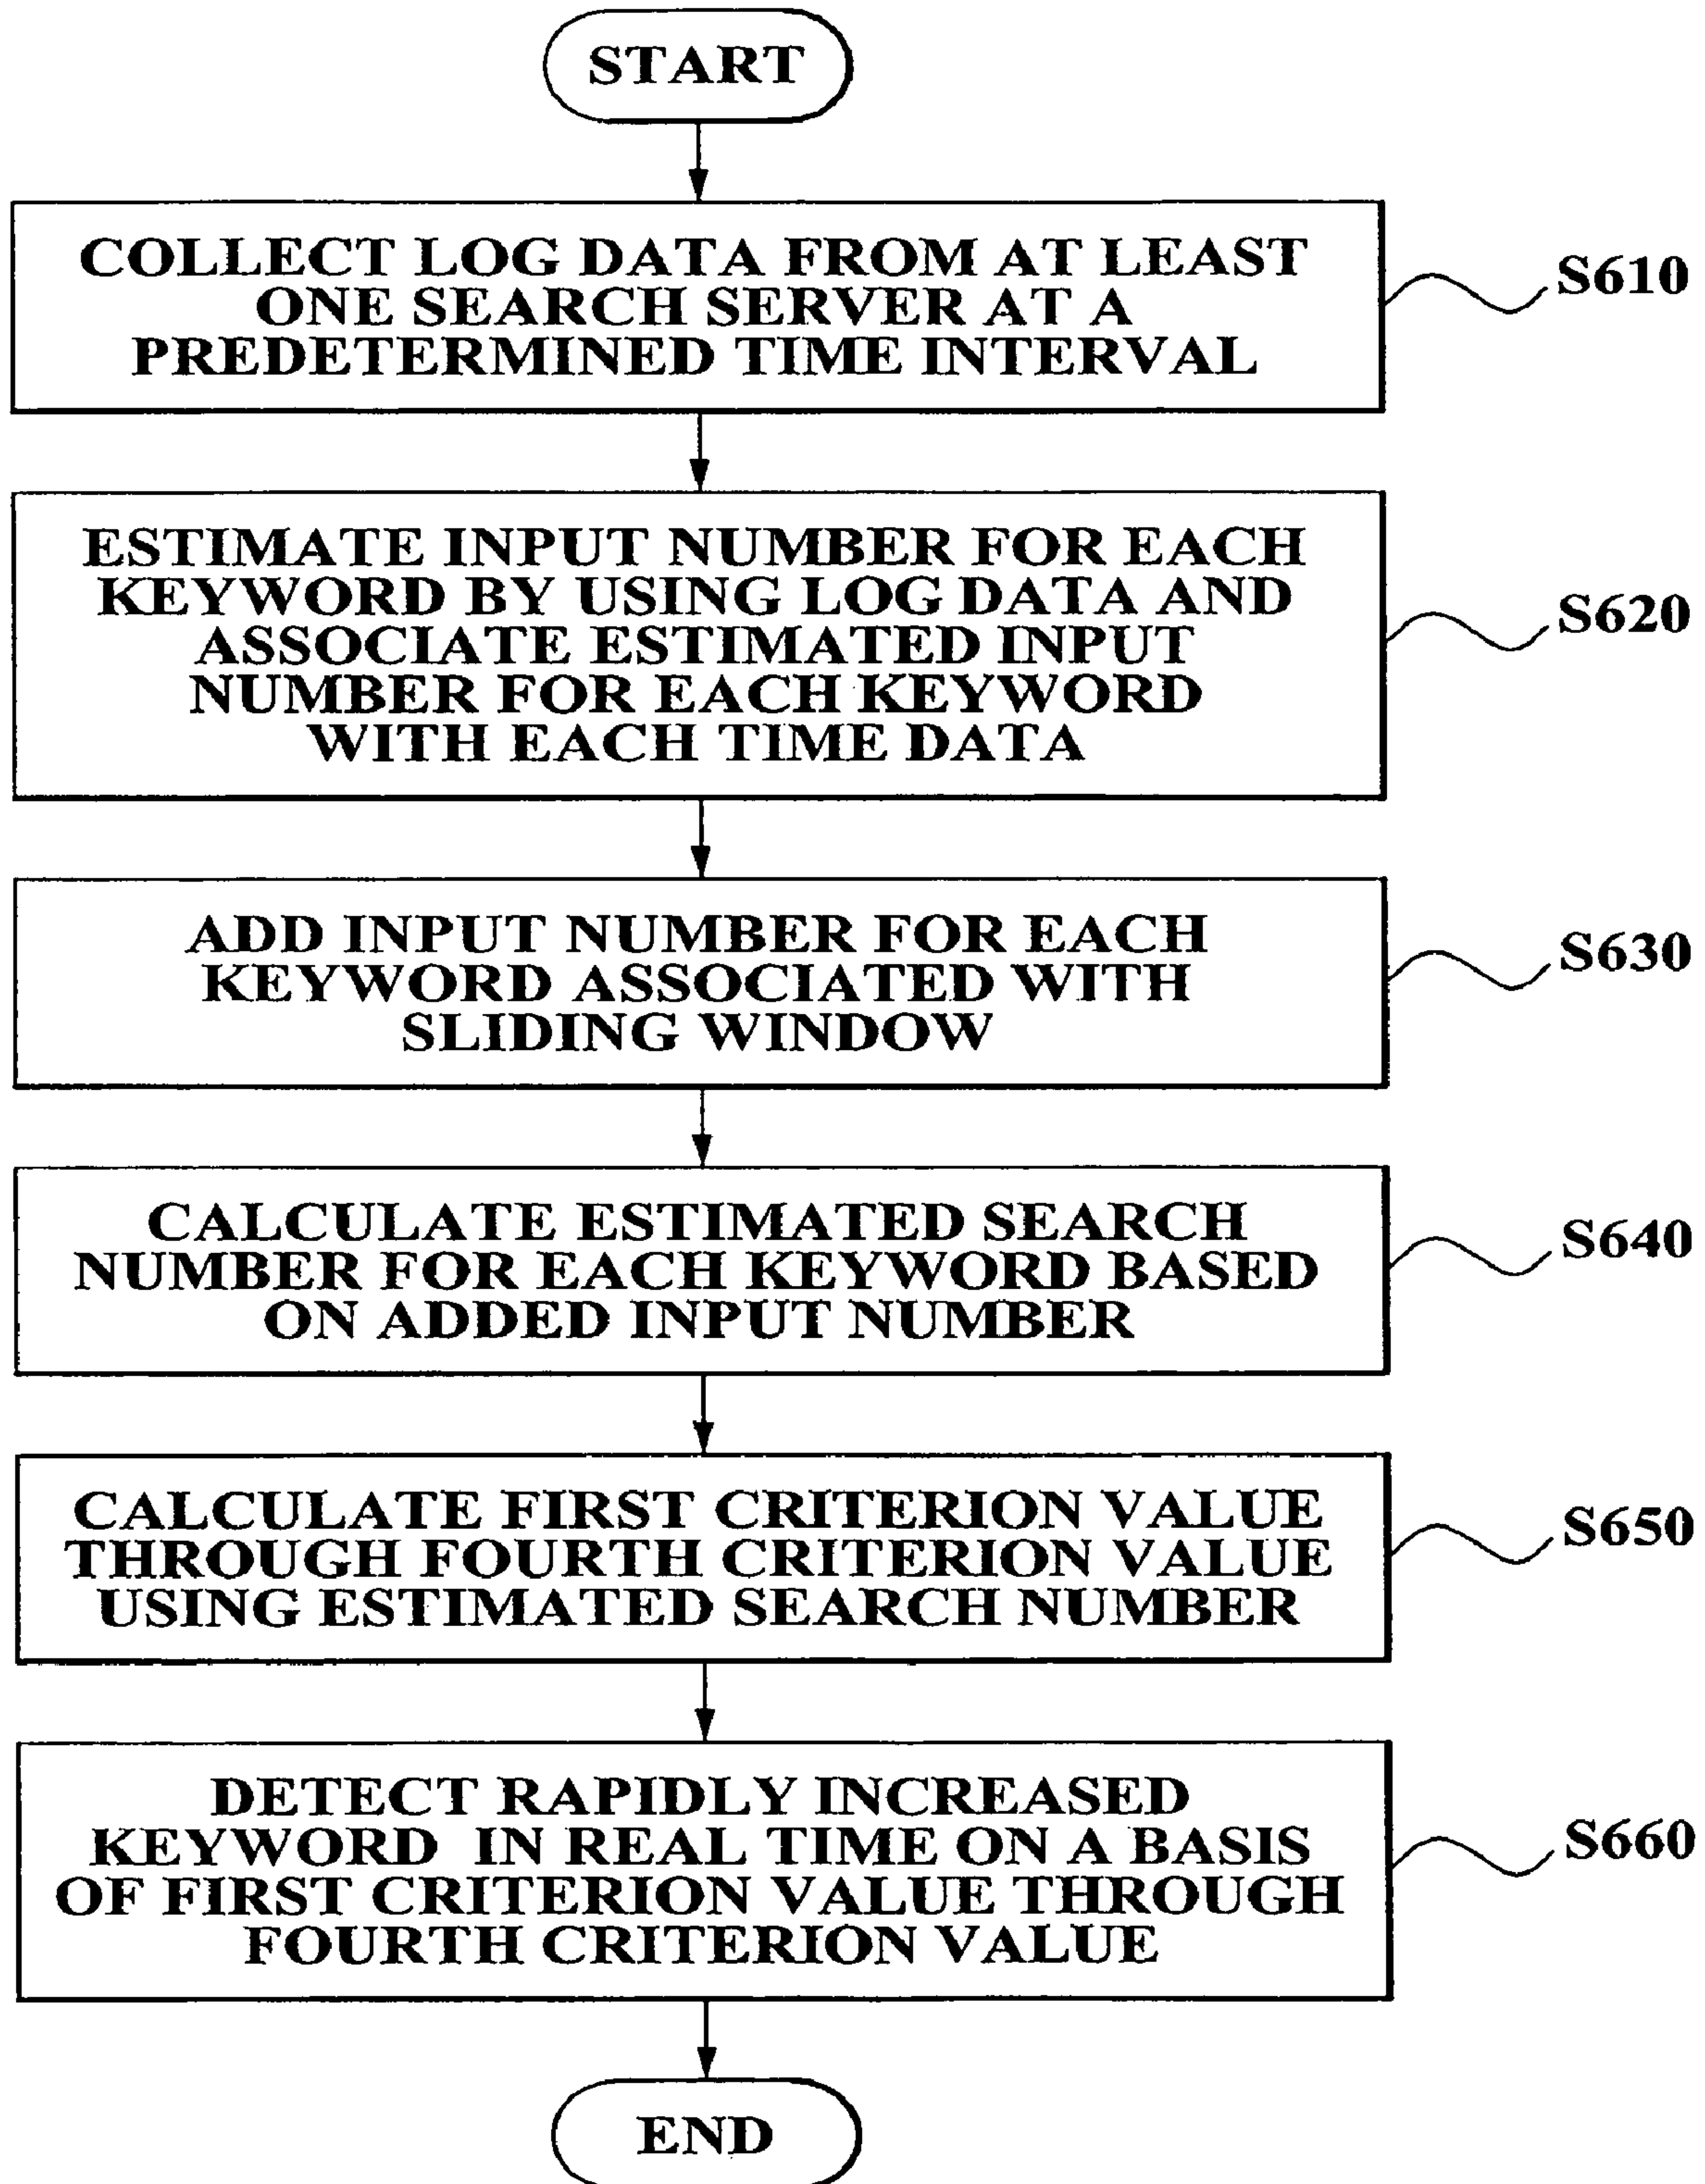 START
COLLECT LOG DATA FROM AT LEAST
ONE SEARCH SERVER AT A
PREDETERMINED TIME INTERVAL
S610
ESTIMATE INPUT NUMBER FOR EACH
KEYWORD BY USING LOG DATA AND
ASSOCIATE ESTIMATED INPUT
NUMBER FOR EACH KEYWORD
WITH EACH TIME DATA
S620
ADD INPUT NUMBER FOR EACH
KEYWORD ASSOCIATED WITH
SLIDING WINDOW
S630
CALCULATE ESTIMATED SEARCH
NUMBER FOR EACH KEYWORD BASED
ON ADDED INPUT NUMBER
S640
CALCULATE FIRST CRITERION VALUE
THROUGH FOURTH CRITERION VALUE
USING ESTIMATED SEARCH NUMBER
S650
DETECT RAPIDLY INCREASED
KEYWORD IN REAL TIME ON A BASIS
OF FIRST CRITERION VALUE THROUGH
FOURTH CRITERION VALUE
S660
END